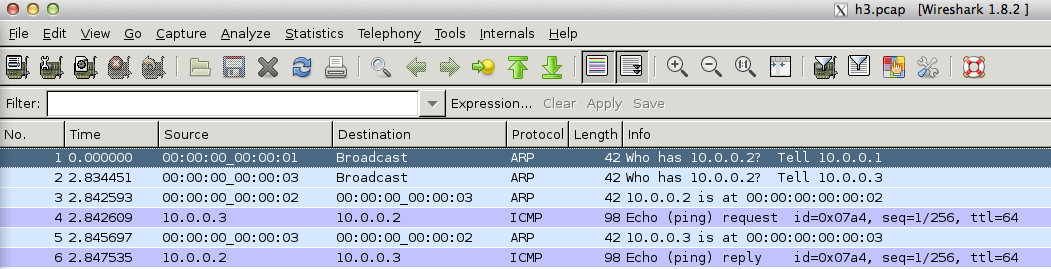 h3.pcap [Wireshark 1.8.2 ]
File Edit View Go Capture Analyze Statistics Telephony Tools Internals Help
Filter: Expression... Clear Apply Save
No. Time Source Destination Protocol Length Info
1 0.000000 00:00:00_00:00:01 Broadcast ARP 42 Who has 10.0.0.2? Tell 10.0.0.1
2 2.834451 00:00:00_00:00:03 Broadcast ARP 42 Who has 10.0.0.2? Tell 10.0.0.3
3 2.842593 00:00:00_00:00:02 00:00:00_00:00:03 ARP 42 10.0.0.2 is at 00:00:00:00:00:02
4 2.842609 10.0.0.3 10.0.0.2 ICMP 98 Echo (ping) request id=0x07a4, seq=1/256, ttl=64
5 2.845697 00:00:00_00:00:03 00:00:00_00:00:02 ARP 42 10.0.0.3 is at 00:00:00:00:00:03
6 2.847535 10.0.0.2 10.0.0.3 ICMP 98 Echo (ping) reply id=0x07a4, seq=1/256, ttl=64